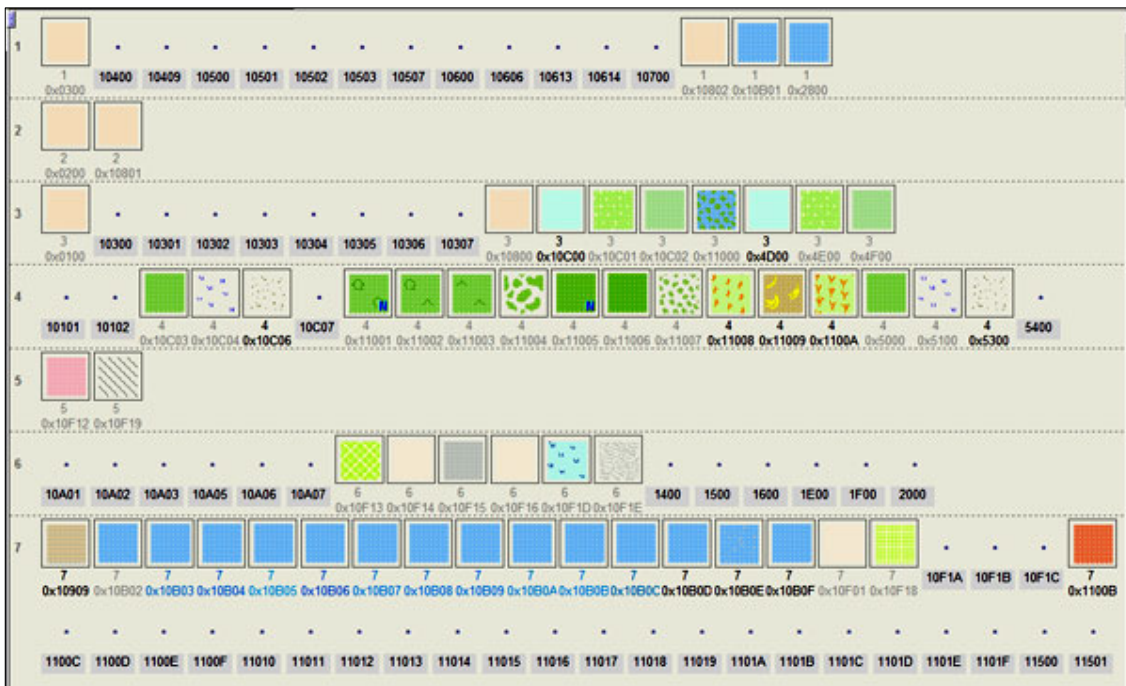 1
10400 10409 10500 10501 10502 10503 10507 10600 10606 10613 10614 10700
1 1 1 1
0x0300 0x10802 0x10B01 0x2800
2
2 2
0x0200 0x10801
3
10300 10301 10302 10303 10304 10305 10306 10307
3 3 3 3 3 3 3 3 3
0x0100 0x10800 0x10C00 0x10C01 0x10C02 0x11000 0x4D00 0x4E00 0x4F00
4
10101 10102 10C07 5400
4 4 4 4 4 4 4 4 4 4 4 4 4 4 4 4
0x10C03 0x10C04 0x10C06 0x11001 0x11002 0x11003 0x11004 0x11005 0x11006 0x11007 0x11008 0x11009 0x1100A 0x5000 0x5100 0x5300
5
5 5
0x10F12 0x10F19
6
10A01 10A02 10A03 10A05 10A06 10A07 1400 1500 1600 1E00 1F00 2000
6 6 6 6 6 6
0x10F13 0x10F14 0x10F15 0x10F16 0x10F1D 0x10F1E
7
10F1A 10F1B 10F1C
7 7 7 7 7 7 7 7 7 7 7 7 7 7 7 7 7 7
0x10909 0x10B02 0x10B03 0x10B04 0x10B05 0x10B06 0x10B07 0x10B08 0x10B09 0x10B0A 0x10B0B 0x10B0C 0x10B0D 0x10B0E 0x10B0F 0x10F01 0x10F18 0x1100B
1100C 1100D 1100E 1100F 11010 11011 11012 11013 11014 11015 11016 11017 11018 11019 1101A 1101B 1101C 1101D 1101E 1101F 11500 11501